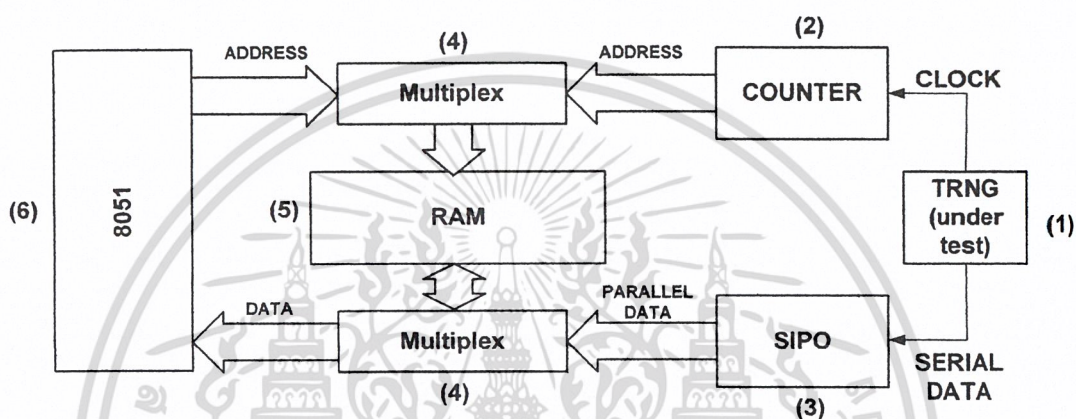 (4)
(2)
ADDRESS
ADDRESS
Multiplex
COUNTER
CLOCK
(6)
8051
(5)
RAM
TRNG
(under
test)
(1)
DATA
Multiplex
PARALLEL
DATA
SIPO
SERIAL
DATA
(4)
(3)